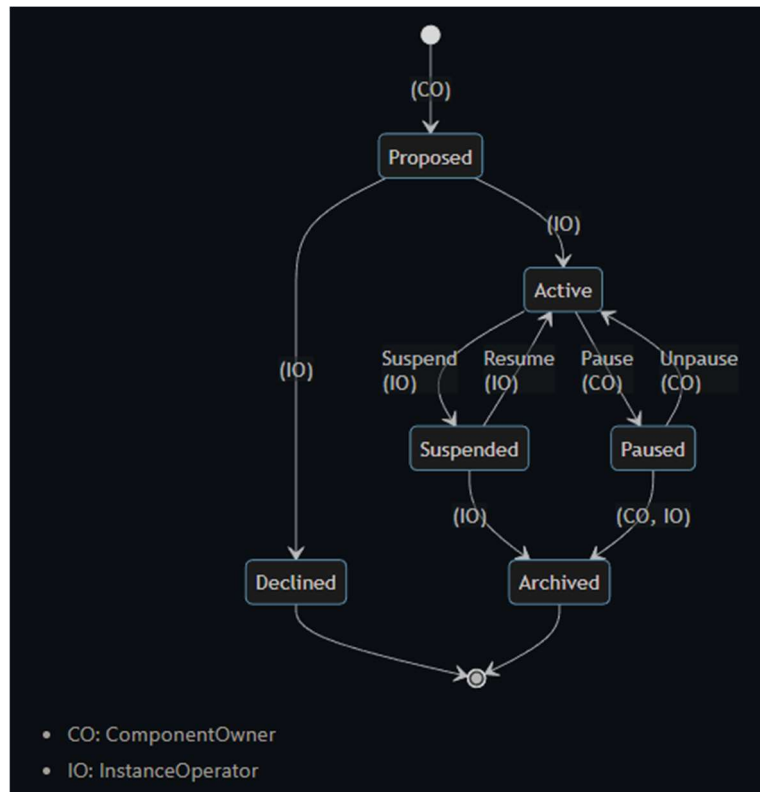 (CO)
Proposed
(IO)
Active
Suspend
(IO)
Resume
(IO)
Pause
(CO)
Unpause
(CO)
(IO)
Suspended
Paused
(IO)
(CO, IO)
Declined
Archived
• CO: ComponentOwner
• IO: InstanceOperator